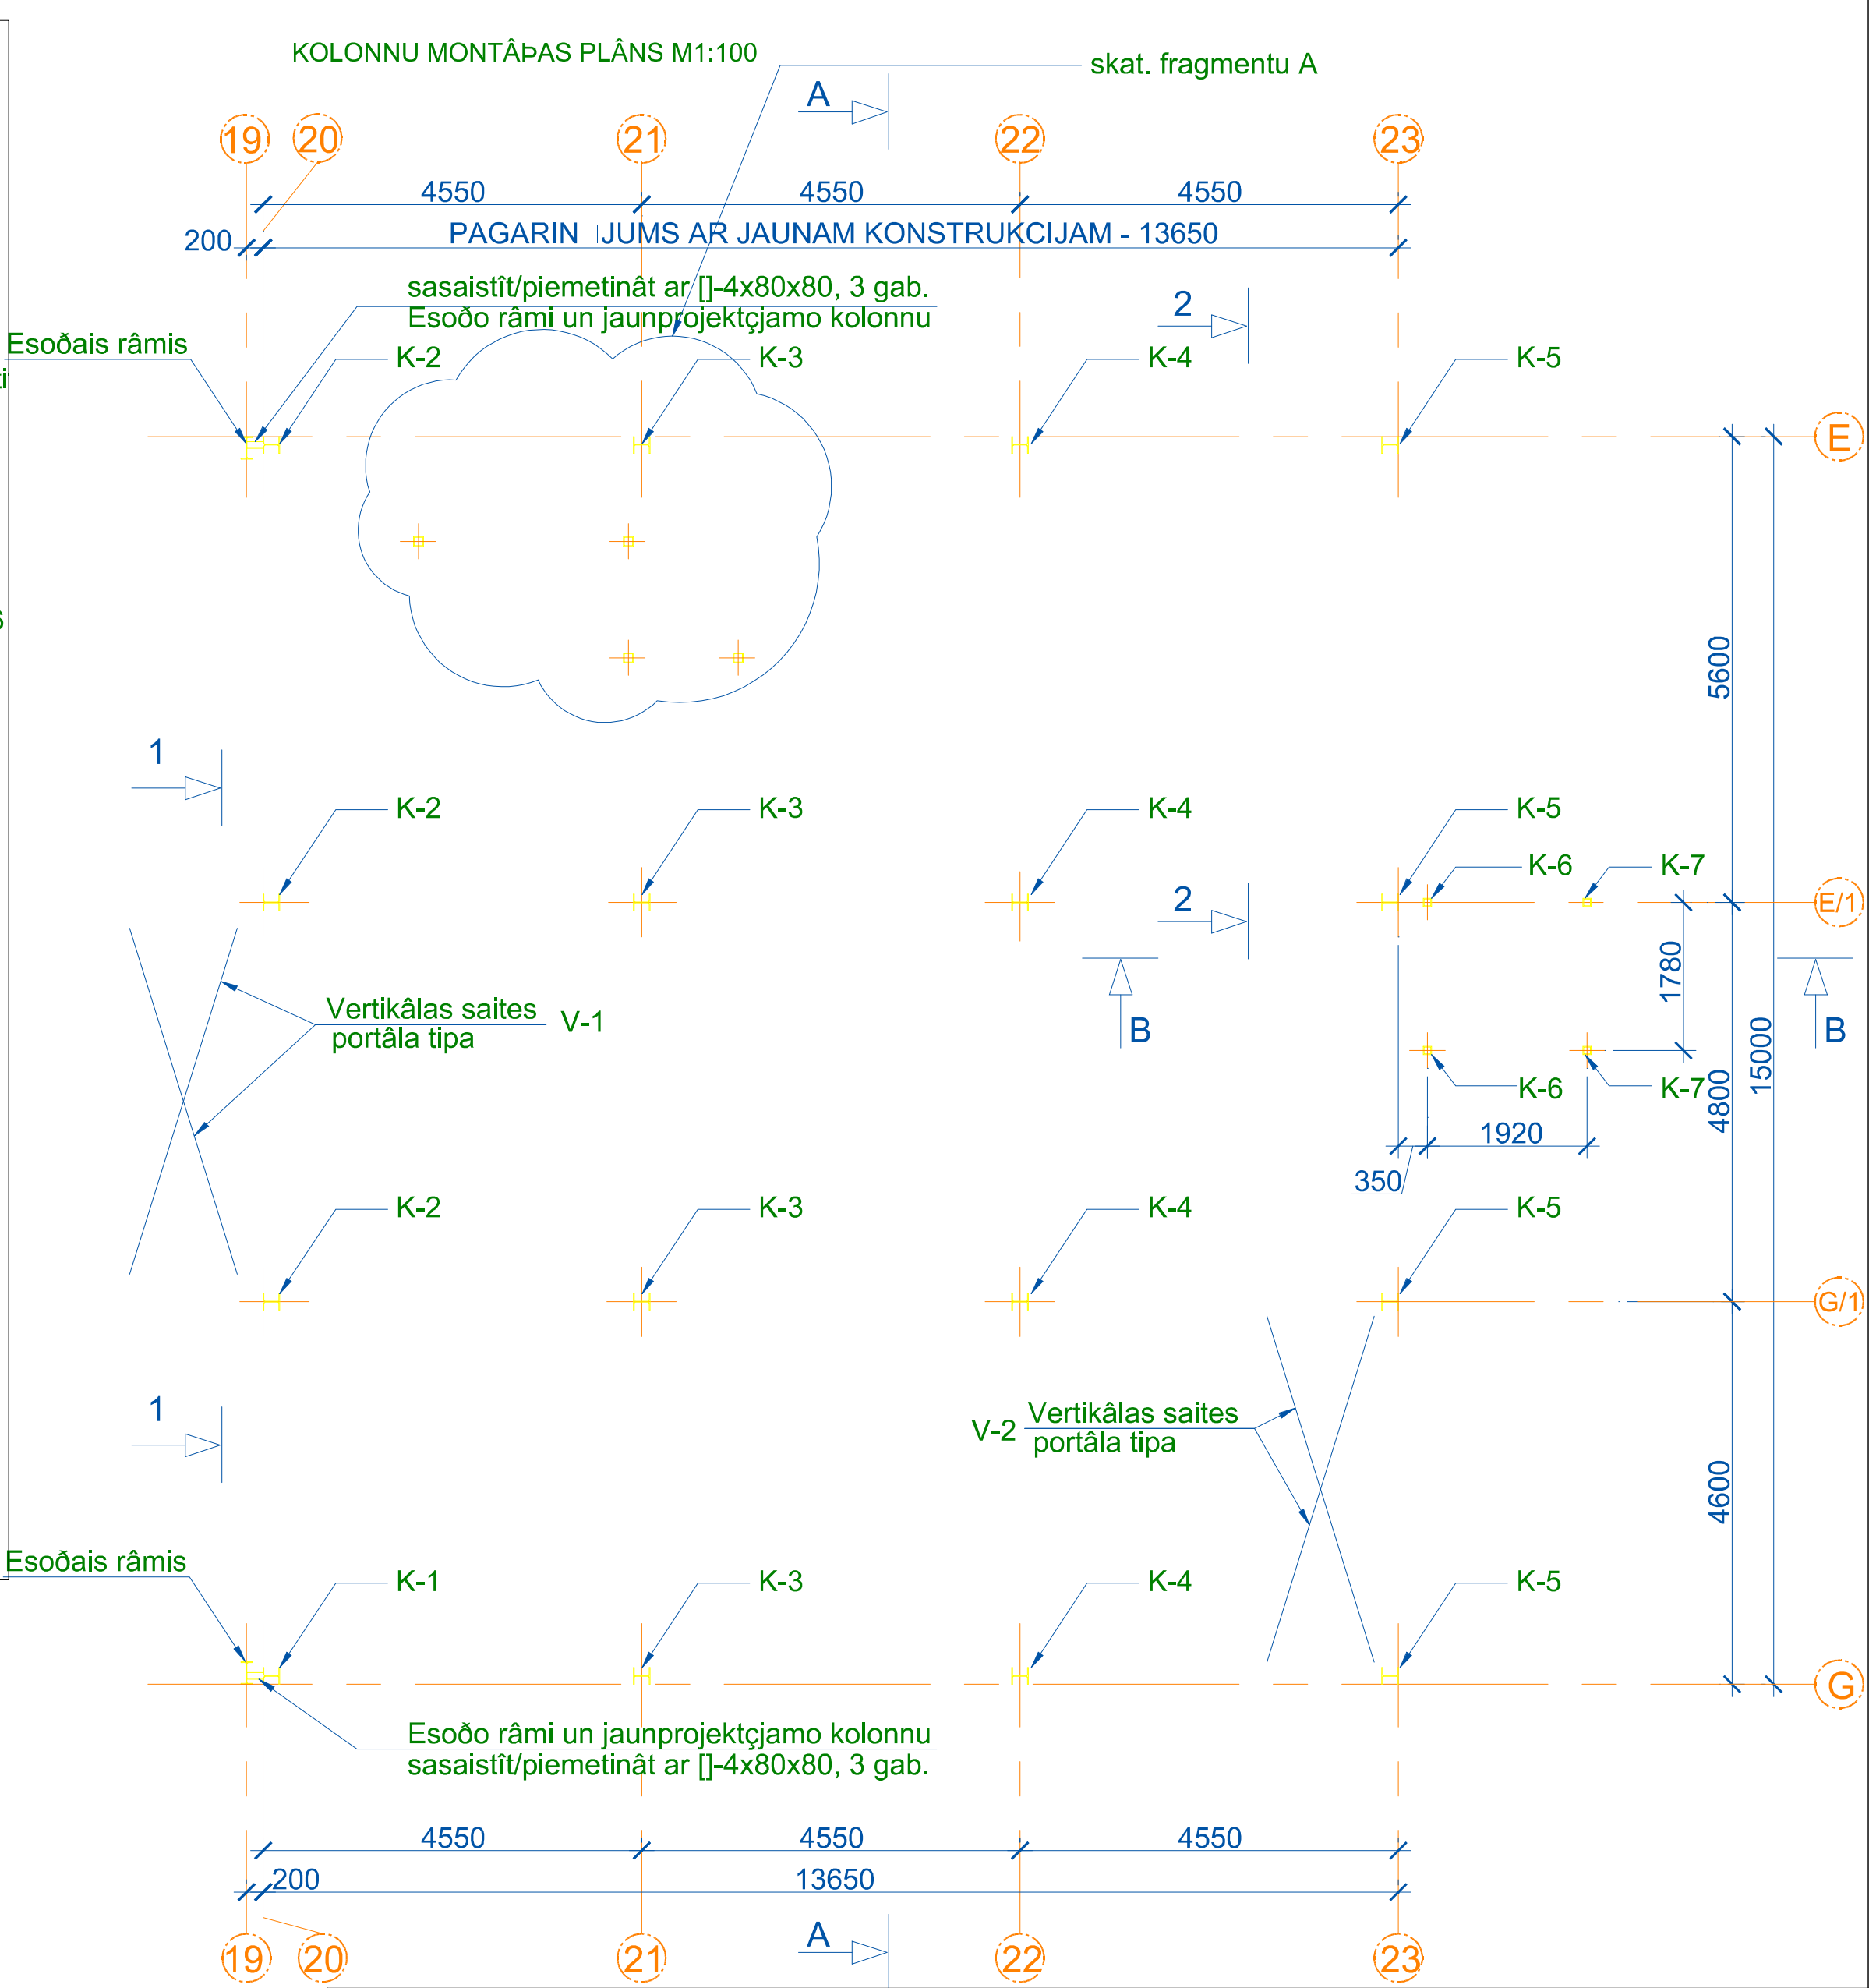 KOLONNU MONTÂÞAS PLÂNS M1:100
skat. fragmentu A
A
19
20
21
22
23
4550
4550
4550
200
PAGARIN JUMS AR JAUNAM KONSTRUKCIJAM - 13650
sasaistît/piemetinât ar []-4x80x80, 3 gab.
Esoðo râmi un jaunprojektçjamo kolonnu
2
Esoðais râmis
K-2
K-3
K-4
K-5
ti
E
S
5600
1
K-2
K-3
K-4
K-5
K-6
K-7
2
E/1
1780
Vertikâlas saites
portâla tipa
V-1
B
B
15000
K-6
K-7
4800
1920
350
K-2
K-3
K-4
K-5
G/1
1
V-2
Vertikâlas saites
portâla tipa
4600
Esoðais râmis
K-1
K-3
K-4
K-5
G
Esoðo râmi un jaunprojektçjamo kolonnu
sasaistît/piemetinât ar []-4x80x80, 3 gab.
4550
4550
4550
200
13650
A
19
20
21
22
23